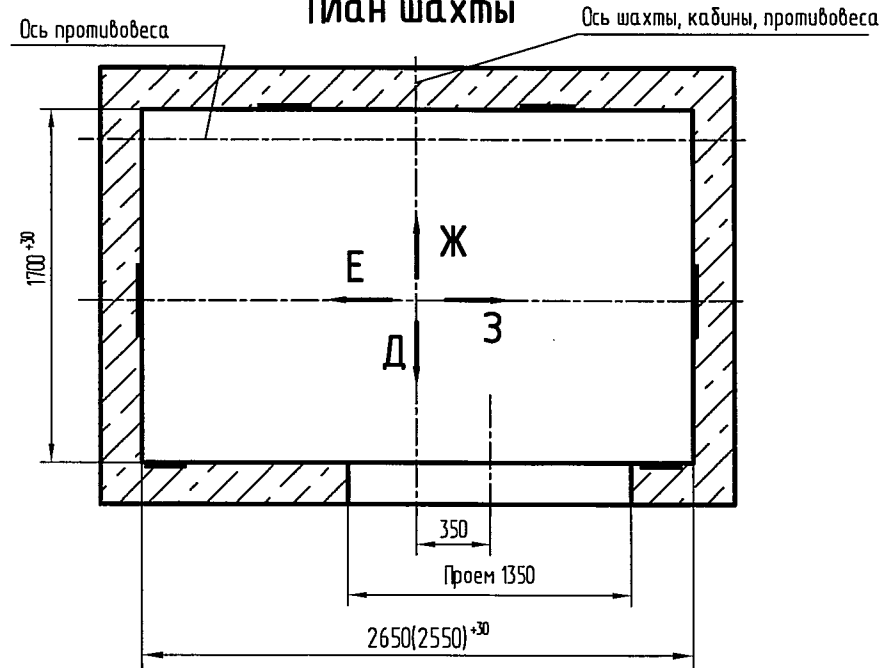 План шахты
Ось противовеса
Ось шахты, кабины, противовеса
1700⁺³⁰
Ж
Е
З
Д
350
Проем 1350
2650(2550)⁺³⁰